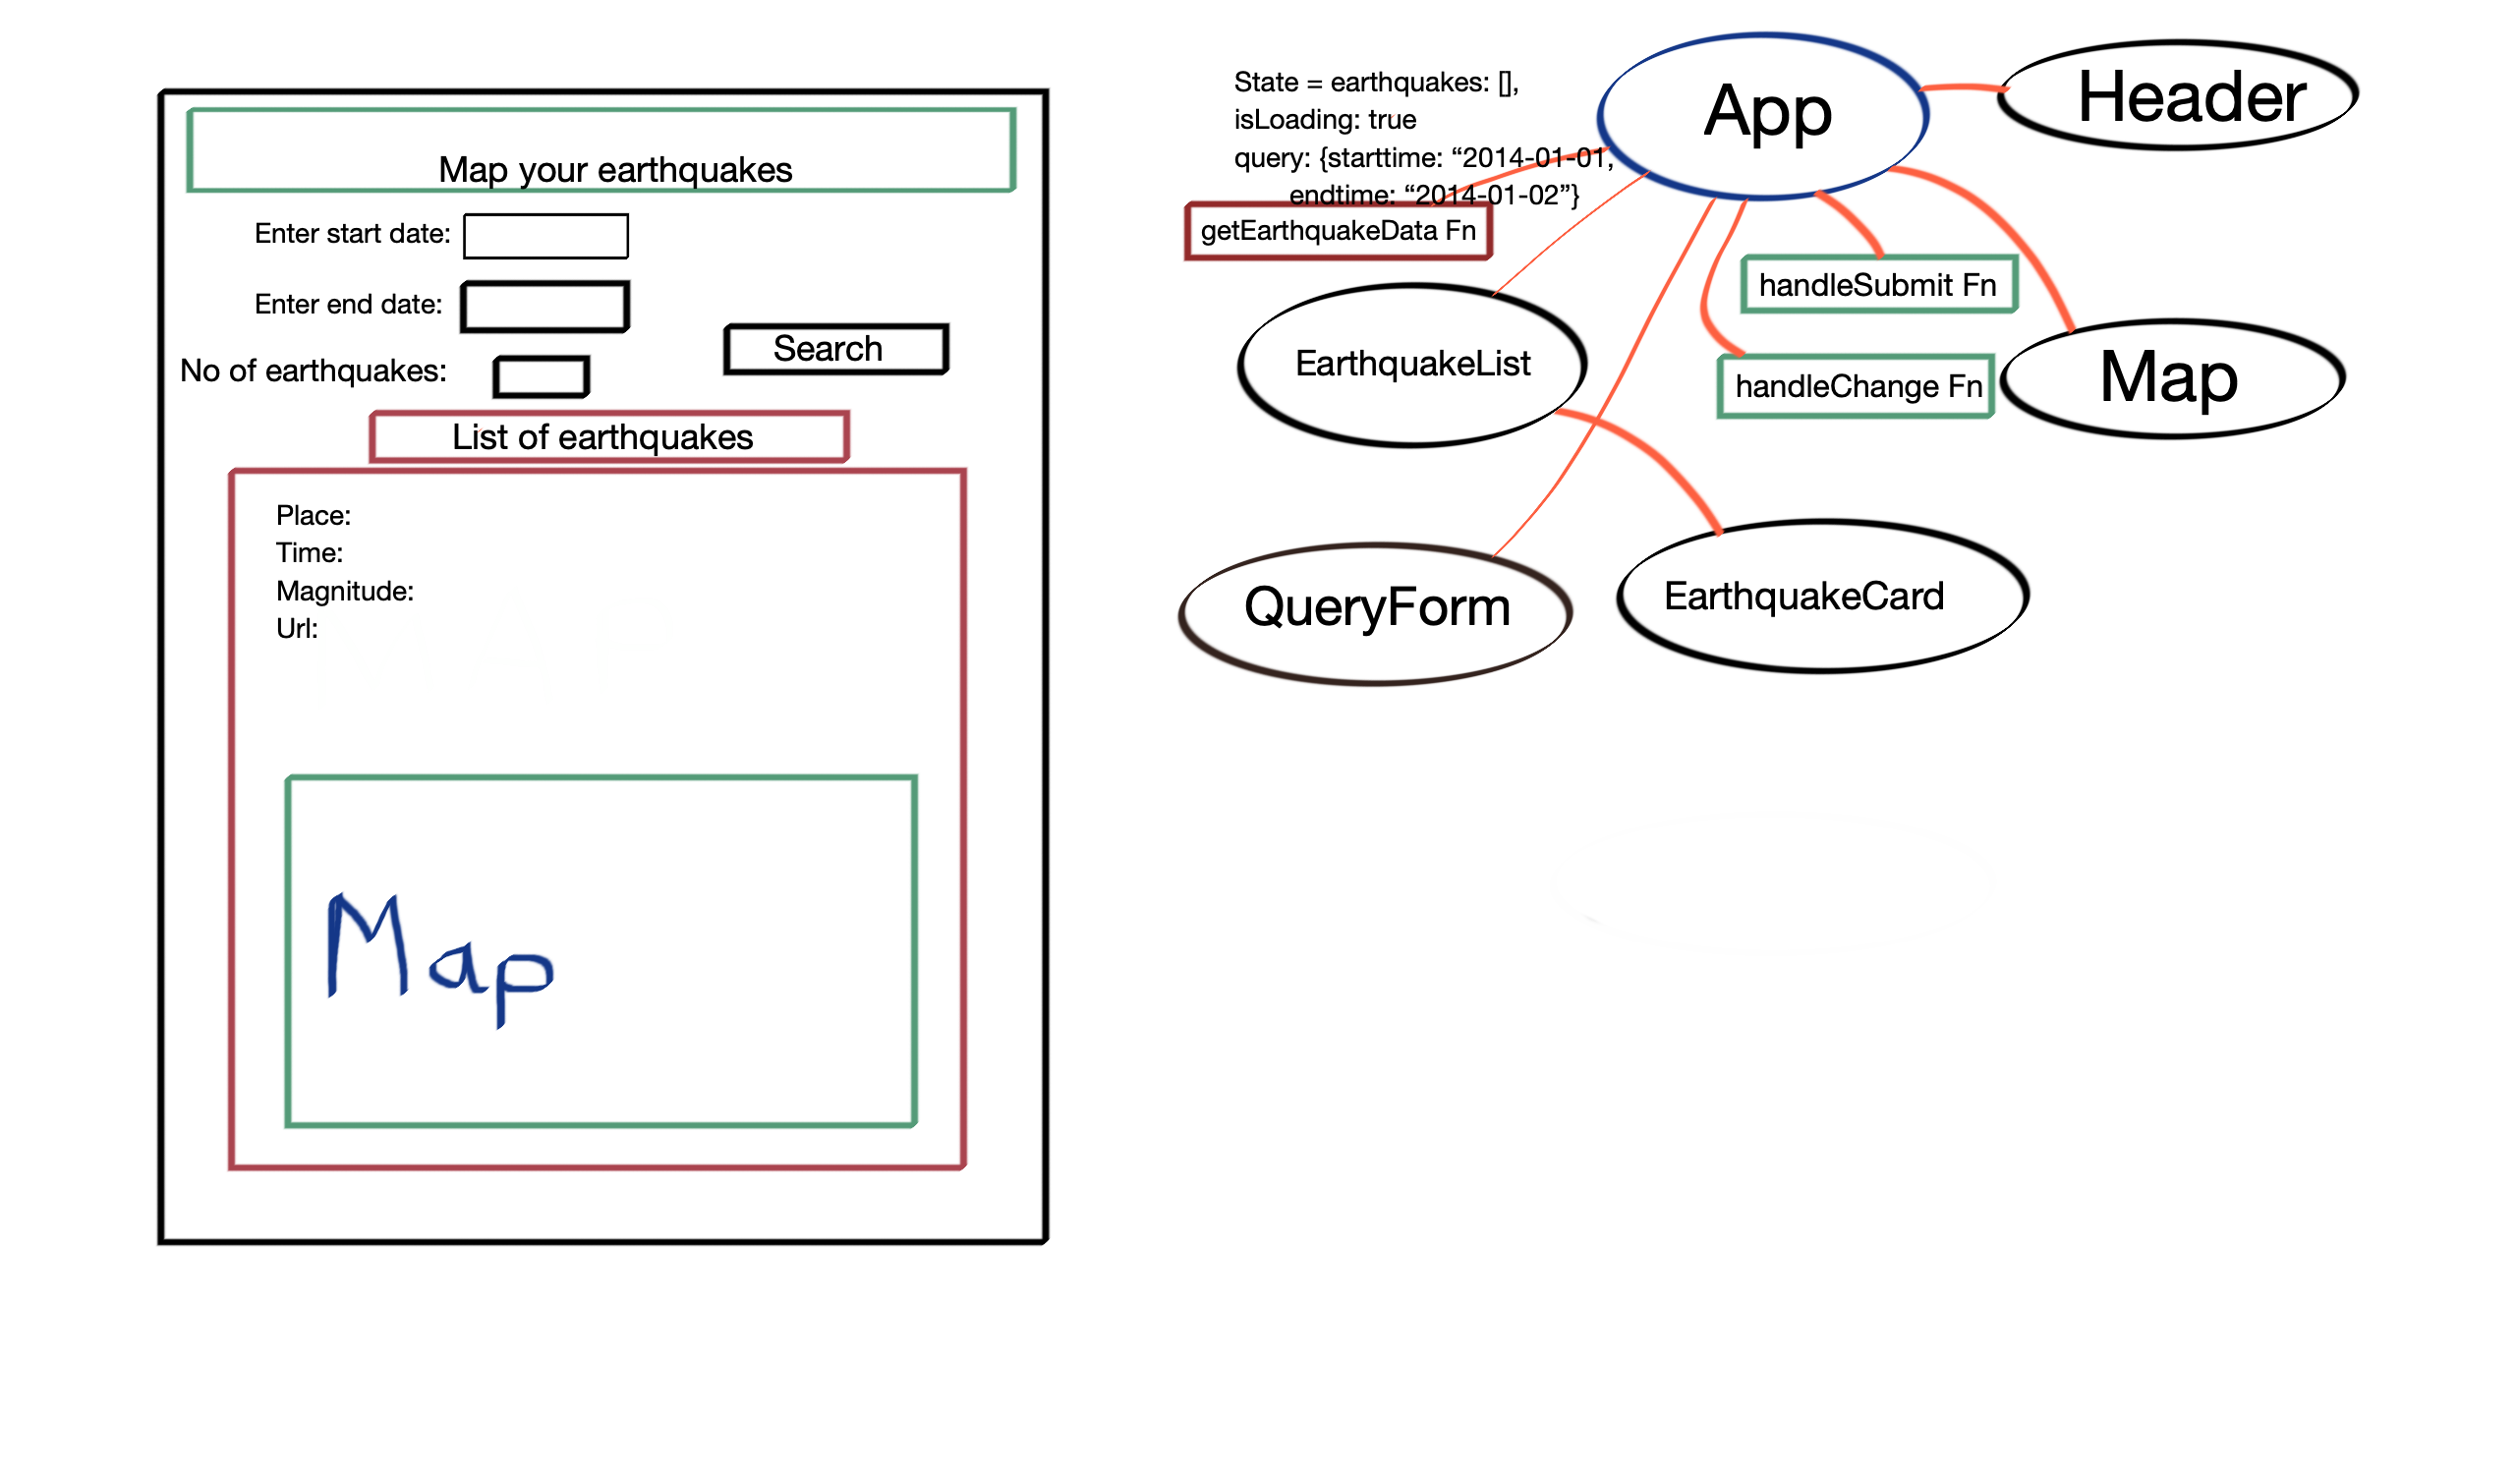 Map your earthquakes
Enter start date:
Enter end date:
Search
No of earthquakes:
List of earthquakes
Place:
Time:
Magnitude:
Url:
Map
State = earthquakes: [],
isLoading: true
query: {starttime: “2014-01-01,
endtime: “2014-01-02”}
getEarthquakeData Fn
App
Header
handleSubmit Fn
EarthquakeList
handleChange Fn
Map
QueryForm
EarthquakeCard